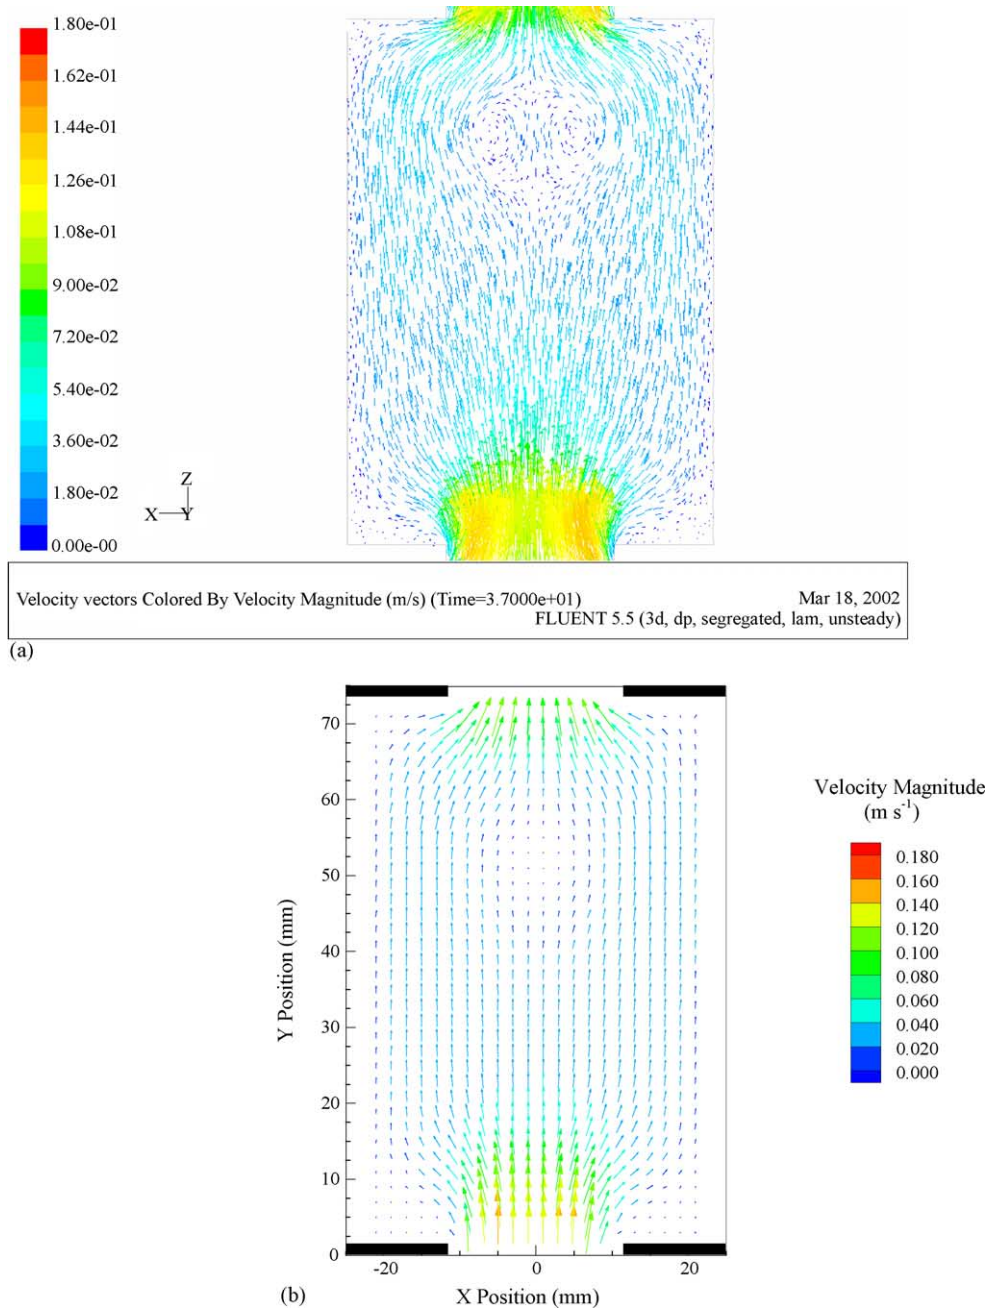 1.80e-01
1.62e-01
1.44e-01
1.26e-01
1.08e-01
9.00e-02
7.20e-02
5.40e-02
3.60e-02
1.80e-02
0.00e-00
Z
X
Y
Velocity vectors Colored By Velocity Magnitude (m/s) (Time=3.7000e+01)
Mar 18, 2002
FLUENT 5.5 (3d, dp, segregated, lam, unsteady)
(a)
70
60
50
40
30
20
10
0
Y Position (mm)
-20
0
20
X Position (mm)
(b)
Velocity Magnitude
(m s⁻¹)
0.180
0.160
0.140
0.120
0.100
0.080
0.060
0.040
0.020
0.000